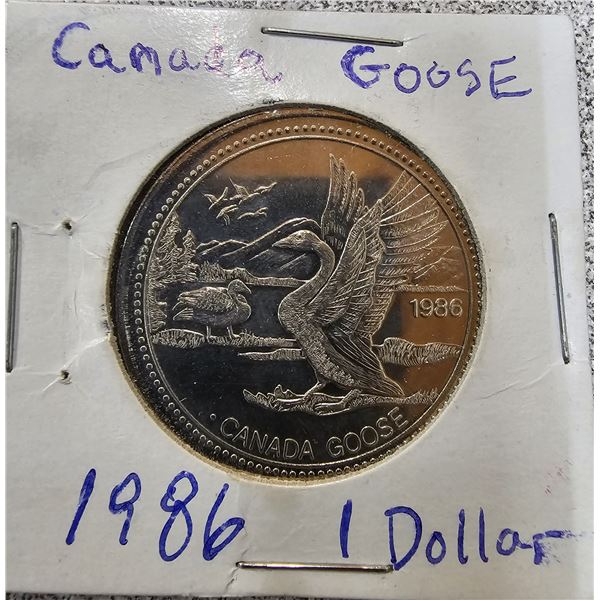 Canada GOOSE
1986
· CANADA GOOSE ·
1986 1 Dollar